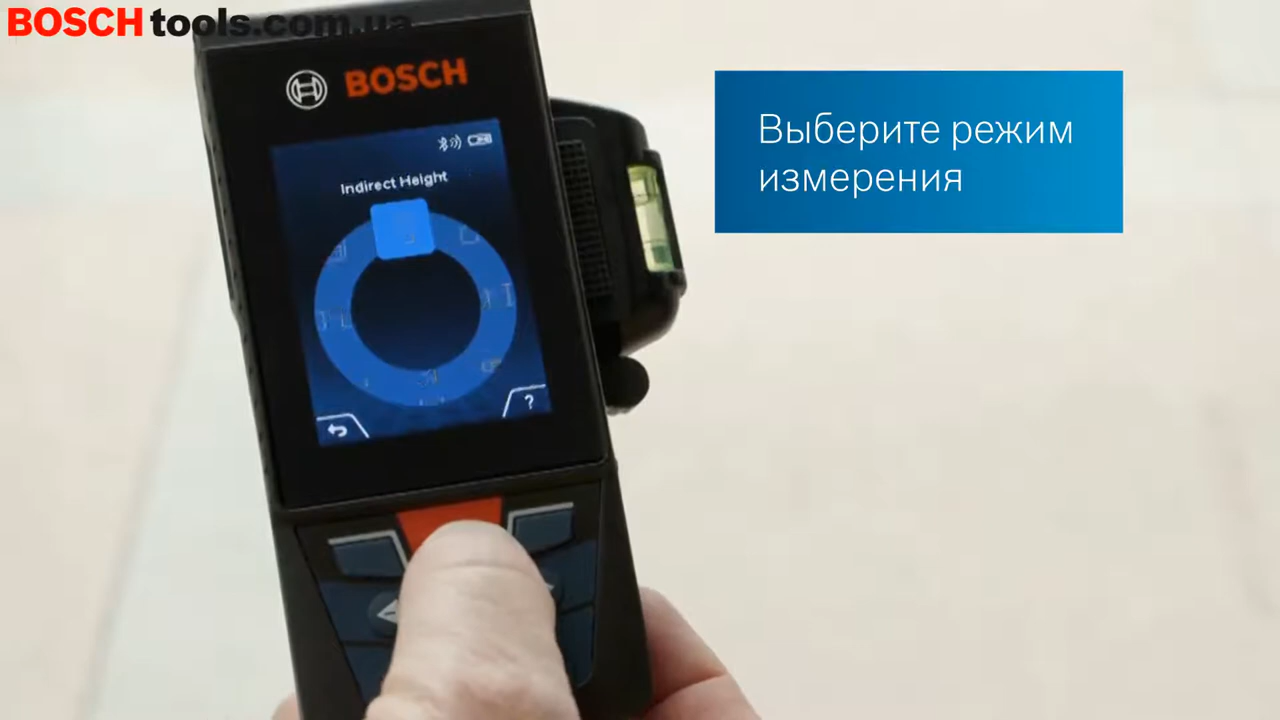 BOSCHtools.com.ua
BOSCH
Indirect Height
?
Выберите режим
измерения